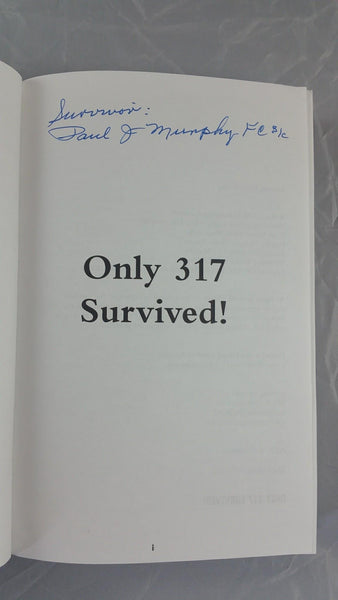 Survivor:
Paul J Murphy FC 3/c
Only 317
Survived!
i